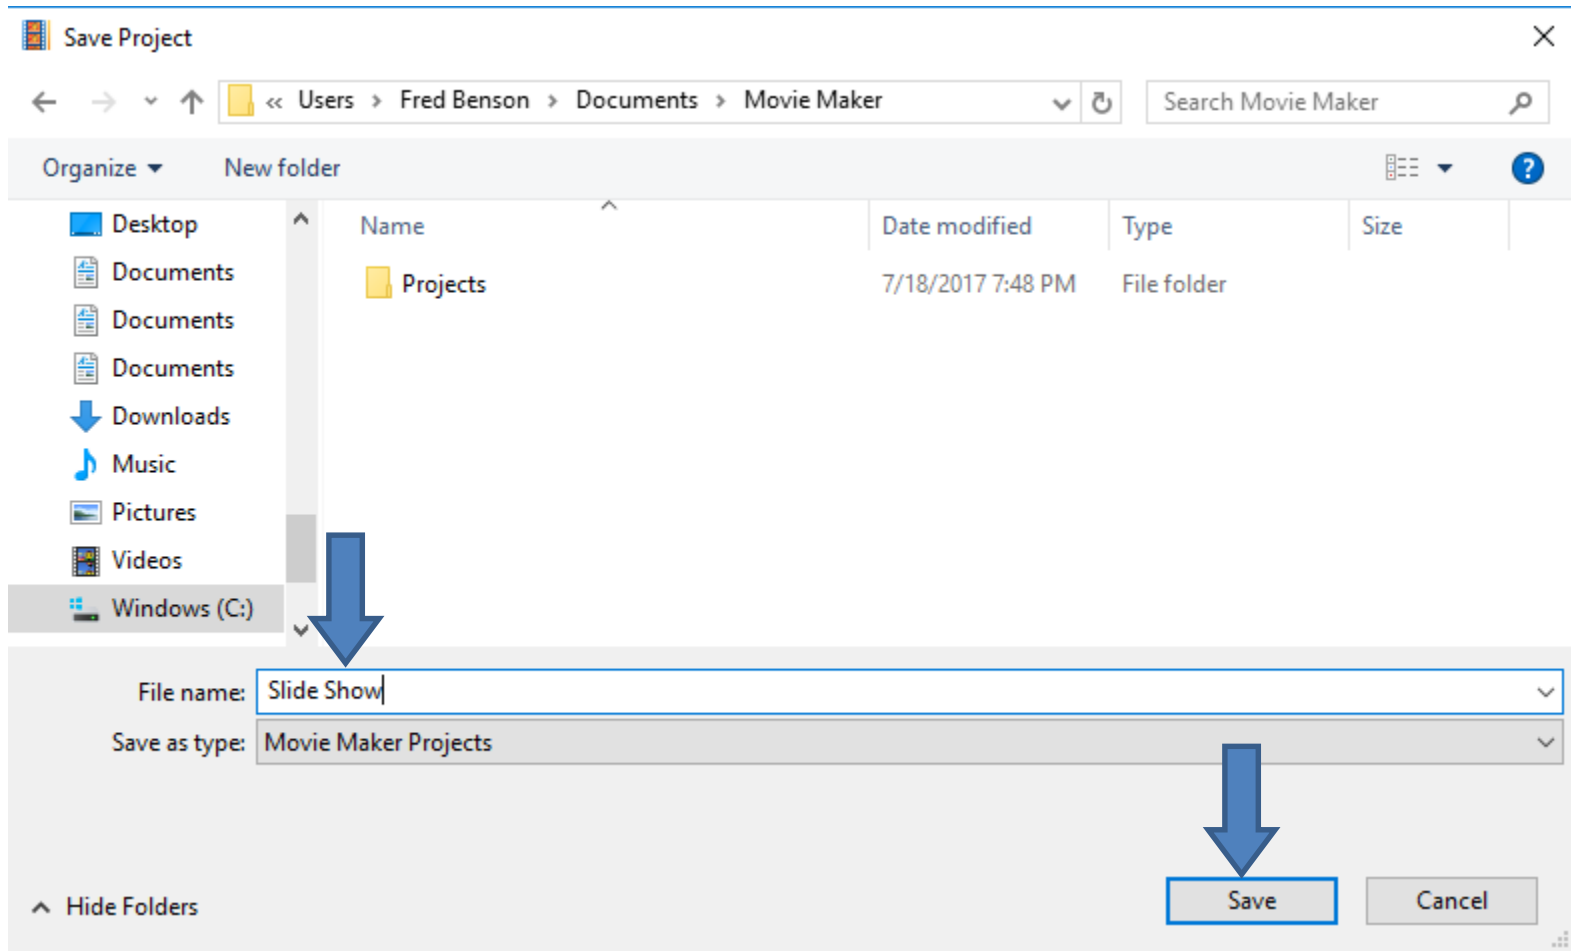 Save Project
« Users > Fred Benson > Documents > Movie Maker
Search Movie Maker
Organize
New folder
?
Desktop
Documents
Documents
Documents
Downloads
Music
Pictures
Videos
Windows (C:)
Name Date modified Type Size
Projects 7/18/2017 7:48 PM File folder
File name: Slide Show
Save as type: Movie Maker Projects
Hide Folders
Save
Cancel